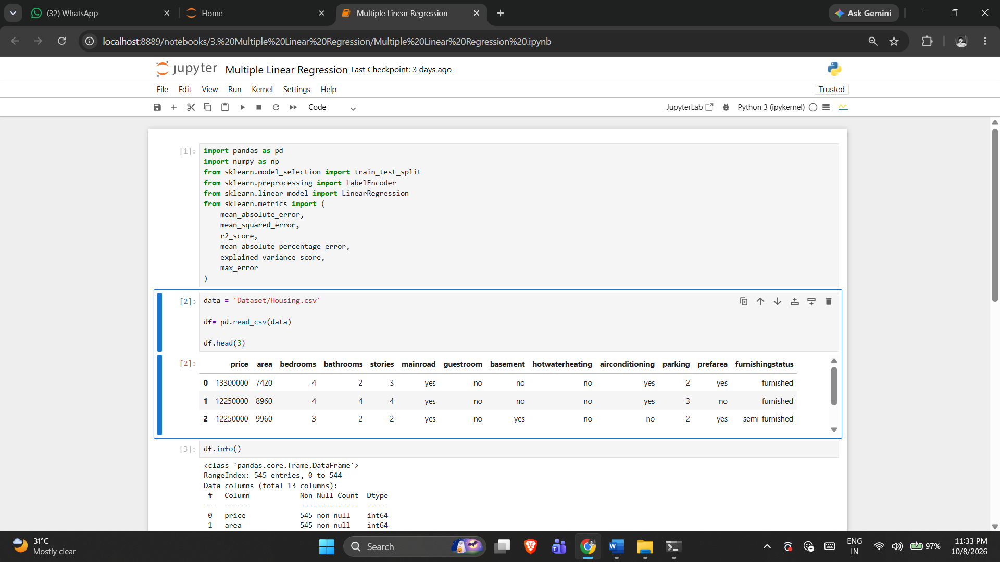 (32) WhatsApp
Home
Multiple Linear Regression
Ask Gemini
localhost:8889/notebooks/3.%20Multiple%20Linear%20Regression/Multiple%20Linear%20Regression%20.ipynb
jupyter Multiple Linear Regression Last Checkpoint: 3 days ago
File Edit View Run Kernel Settings Help
Trusted
Code
JupyterLab
Python 3 (ipykernel)
[1]:
import pandas as pd
import numpy as np
from sklearn.model_selection import train_test_split
from sklearn.preprocessing import LabelEncoder
from sklearn.linear_model import LinearRegression
from sklearn.metrics import (
    mean_absolute_error,
    mean_squared_error,
    r2_score,
    mean_absolute_percentage_error,
    explained_variance_score,
    max_error
)
[2]:
data = 'Dataset/Housing.csv'
df= pd.read_csv(data)
df.head(3)
[2]:
price area bedrooms bathrooms stories mainroad guestroom basement hotwaterheating airconditioning parking prefarea furnishingstatus
0 13300000 7420 4 2 3 yes no no no yes 2 yes furnished
1 12250000 8960 4 4 4 yes no no no yes 3 no furnished
2 12250000 9960 3 2 2 yes no yes no no 2 yes semi-furnished
[3]:
df.info()
<class 'pandas.core.frame.DataFrame'>
RangeIndex: 545 entries, 0 to 544
Data columns (total 13 columns):
 #   Column            Non-Null Count  Dtype
---  ------            --------------  -----
 0   price             545 non-null    int64
 1   area              545 non-null    int64
31°C
Mostly clear
Search
ENG
IN
97%
11:33 PM
10/8/2026